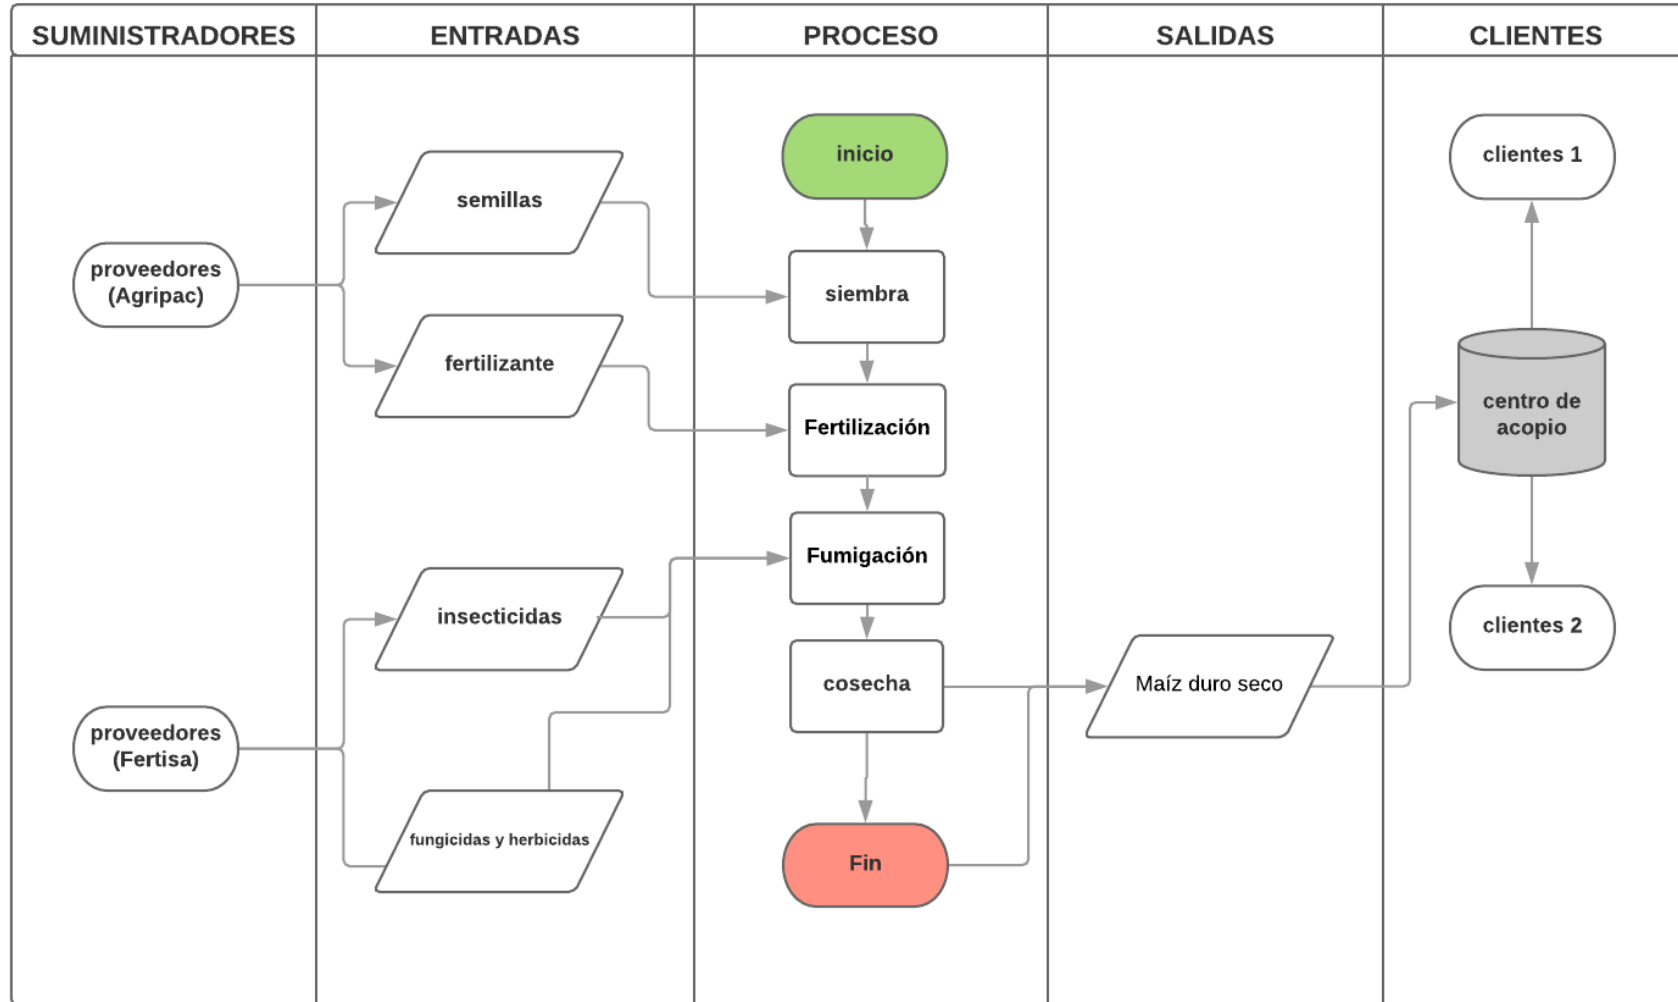 SUMINISTRADORES
ENTRADAS
PROCESO
SALIDAS
CLIENTES
proveedores
(Agripac)
proveedores
(Fertisa)
semillas
fertilizante
insecticidas
fungicidas y herbicidas
inicio
siembra
Fertilización
Fumigación
cosecha
Fin
Maíz duro seco
clientes 1
centro de
acopio
clientes 2